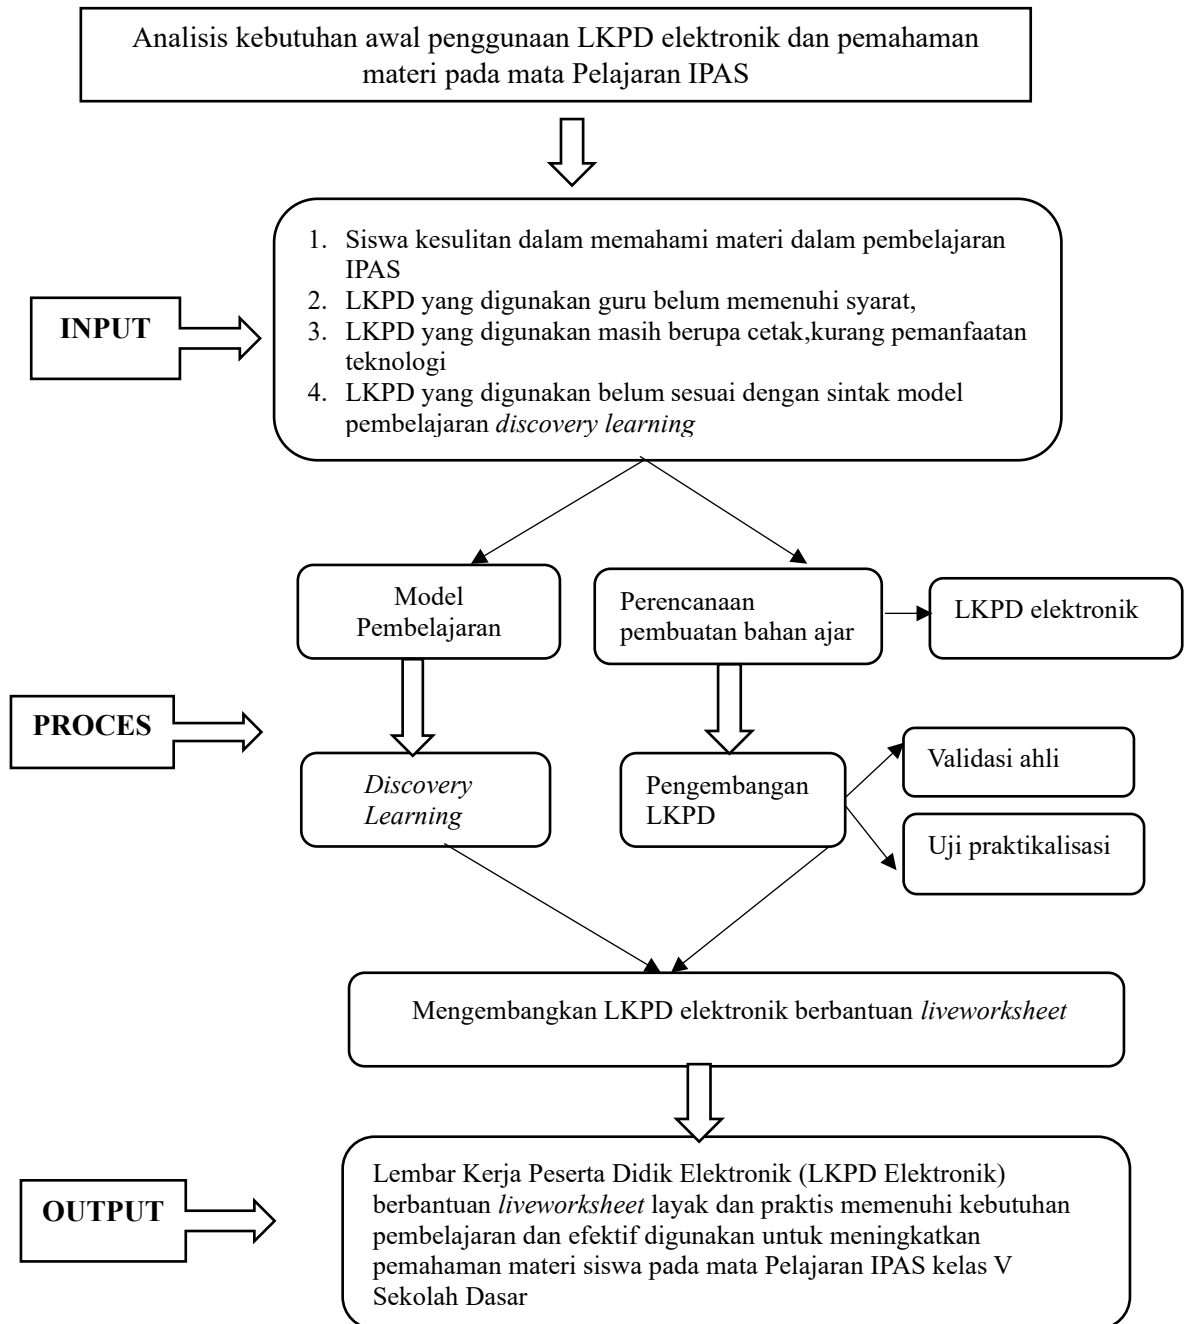 Analisis kebutuhan awal penggunaan LKPD elektronik dan pemahaman
materi pada mata Pelajaran IPAS
INPUT
1. Siswa kesulitan dalam memahami materi dalam pembelajaran
IPAS
2. LKPD yang digunakan guru belum memenuhi syarat,
3. LKPD yang digunakan masih berupa cetak,kurang pemanfaatan
teknologi
4. LKPD yang digunakan belum sesuai dengan sintak model
pembelajaran discovery learning
Model
Pembelajaran
Perencanaan
pembuatan bahan ajar
LKPD elektronik
PROCES
Discovery
Learning
Pengembangan
LKPD
Validasi ahli
Uji praktikalisasi
Mengembangkan LKPD elektronik berbantuan liveworksheet
OUTPUT
Lembar Kerja Peserta Didik Elektronik (LKPD Elektronik)
berbantuan liveworksheet layak dan praktis memenuhi kebutuhan
pembelajaran dan efektif digunakan untuk meningkatkan
pemahaman materi siswa pada mata Pelajaran IPAS kelas V
Sekolah Dasar